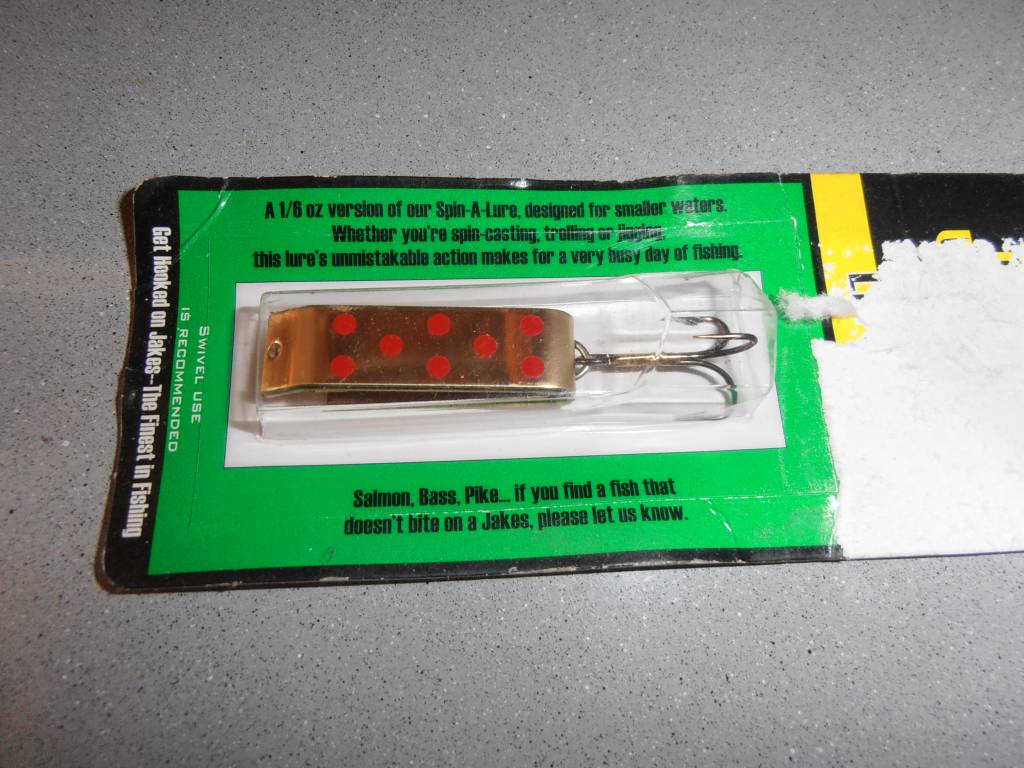 A 1/6 oz version of our Spin-A-Lure, designed for smaller waters.
Whether you're spin-casting, trolling or jigging,
this lure's unmistakable action makes for a very busy day of fishing.
Salmon, Bass, Pike... if you find a fish that
doesn't bite on a Jakes, please let us know.
SWIVEL USE
IS RECOMMENDED
Get Hooked on Jakes--The Finest in Fishing